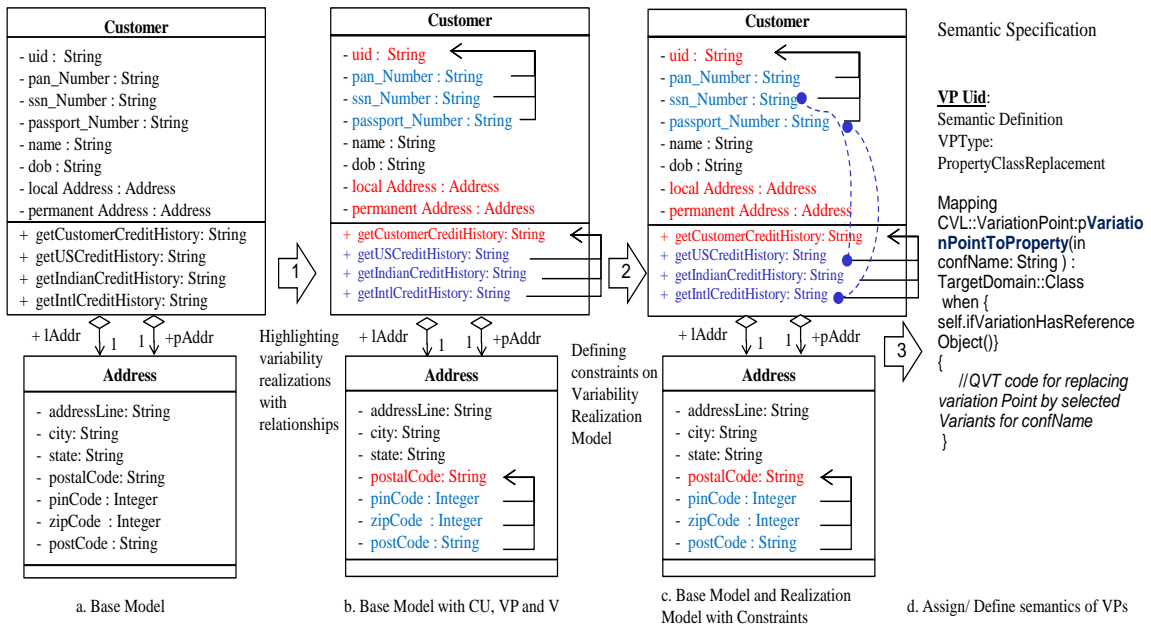 Customer
- uid : String
- pan_Number : String
- ssn_Number : String
- passport_Number : String
- name : String
- dob : String
- local Address : Address
- permanent Address : Address
+ getCustomerCreditHistory: String
+ getUSCreditHistory: String
+ getIndianCreditHistory: String
+ getIntlCreditHistory: String
+ lAddr
1
1
+pAddr
Address
- addressLine: String
- city: String
- state: String
- postalCode: String
- pinCode : Integer
- zipCode : Integer
- postCode : String
a. Base Model
1
Highlighting
variability
realizations
with
relationships
Customer
- uid : String
- pan_Number : String
- ssn_Number : String
- passport_Number : String
- name : String
- dob : String
- local Address : Address
- permanent Address : Address
+ getCustomerCreditHistory: String
+ getUSCreditHistory: String
+ getIndianCreditHistory: String
+ getIntlCreditHistory: String
+ lAddr
1
1
+pAddr
Address
- addressLine: String
- city: String
- state: String
- postalCode: String
- pinCode : Integer
- zipCode : Integer
- postCode : String
b. Base Model with CU, VP and V
2
Defining
constraints on
Variability
Realization
Model
Customer
- uid : String
- pan_Number : String
- ssn_Number : String
- passport_Number : String
- name : String
- dob : String
- local Address : Address
- permanent Address : Address
+ getCustomerCreditHistory: String
+ getUSCreditHistory: String
+ getIndianCreditHistory: String
+ getIntlCreditHistory: String
+ lAddr
1
1
+pAddr
Address
- addressLine: String
- city: String
- state: String
- postalCode: String
- pinCode : Integer
- zipCode : Integer
- postCode : String
c. Base Model and Realization
Model with Constraints
3
Semantic Specification
VP Uid:
Semantic Definition
VPType:
PropertyClassReplacement
Mapping
CVL::VariationPoint:pVariatio
nPointToProperty(in
confName: String ) :
TargetDomain::Class
when {
self.ifVariationHasReference
Object()}
{
//QVT code for replacing
variation Point by selected
Variants for confName
}
d. Assign/ Define semantics of VPs